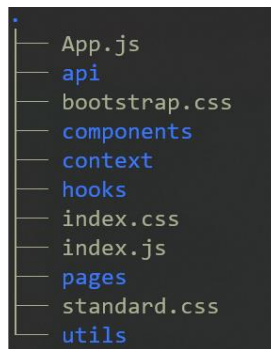 .
├── App.js
├── api
├── bootstrap.css
├── components
├── context
├── hooks
├── index.css
├── index.js
├── pages
├── standard.css
└── utils